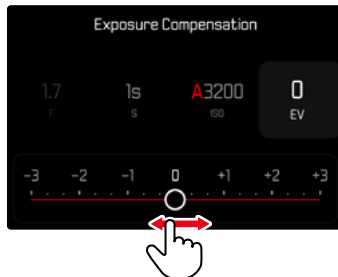 Exposure Compensation
1.7 1s A3200 0
F S ISO EV
-3 -2 -1 0 +1 +2 +3